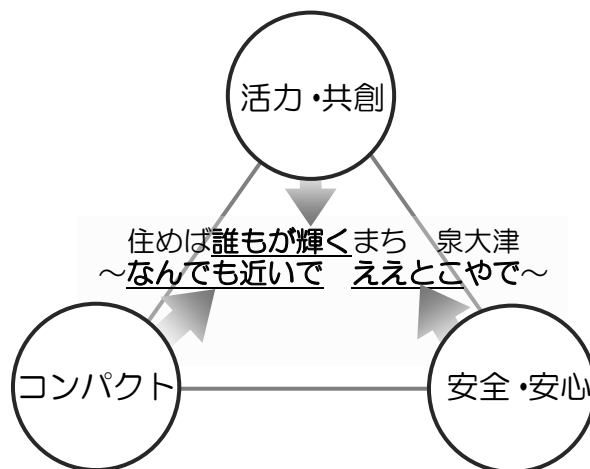 活力・共創
住めば誰もが輝くまち　泉大津
～なんでも近いで　ええとこやで～
コンパクト
安全・安心